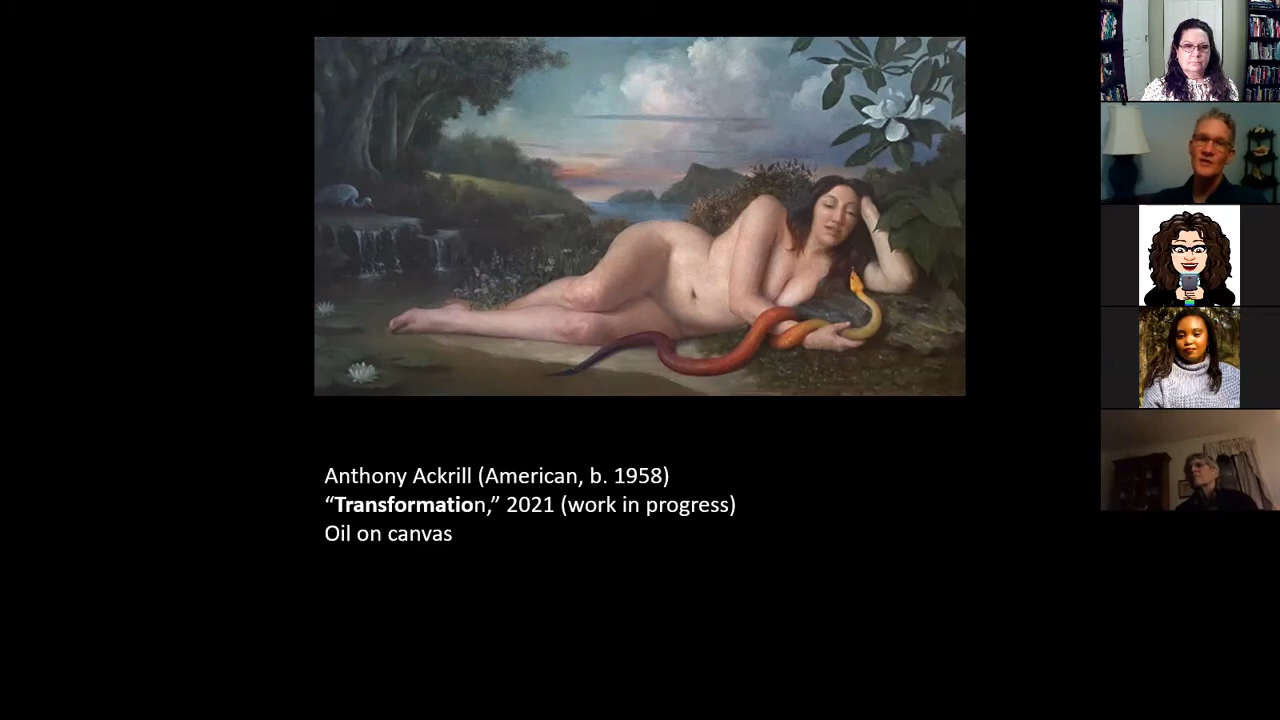 Anthony Ackrill (American, b. 1958)
“Transformation,” 2021 (work in progress)
Oil on canvas